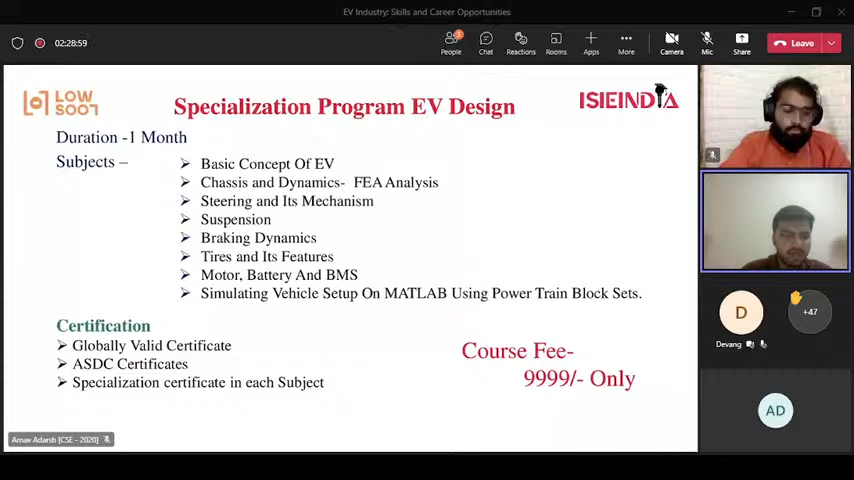 EV Industry: Skills and Career Opportunities
02:28:59
3
People
Chat
Reactions
Rooms
Apps
More
Camera
Mic
Share
Leave
LOW
SOOT
Specialization Program EV Design
ISIEINDIA
Duration -1 Month
Subjects –
➢ Basic Concept Of EV
➢ Chassis and Dynamics- FEA Analysis
➢ Steering and Its Mechanism
➢ Suspension
➢ Braking Dynamics
➢ Tires and Its Features
➢ Motor, Battery And BMS
➢ Simulating Vehicle Setup On MATLAB Using Power Train Block Sets.
Certification
➢ Globally Valid Certificate
➢ ASDC Certificates
➢ Specialization certificate in each Subject
Course Fee-
9999/- Only
Arnav Adarsh [CSE - 2020]
D
Devang
+47
AD